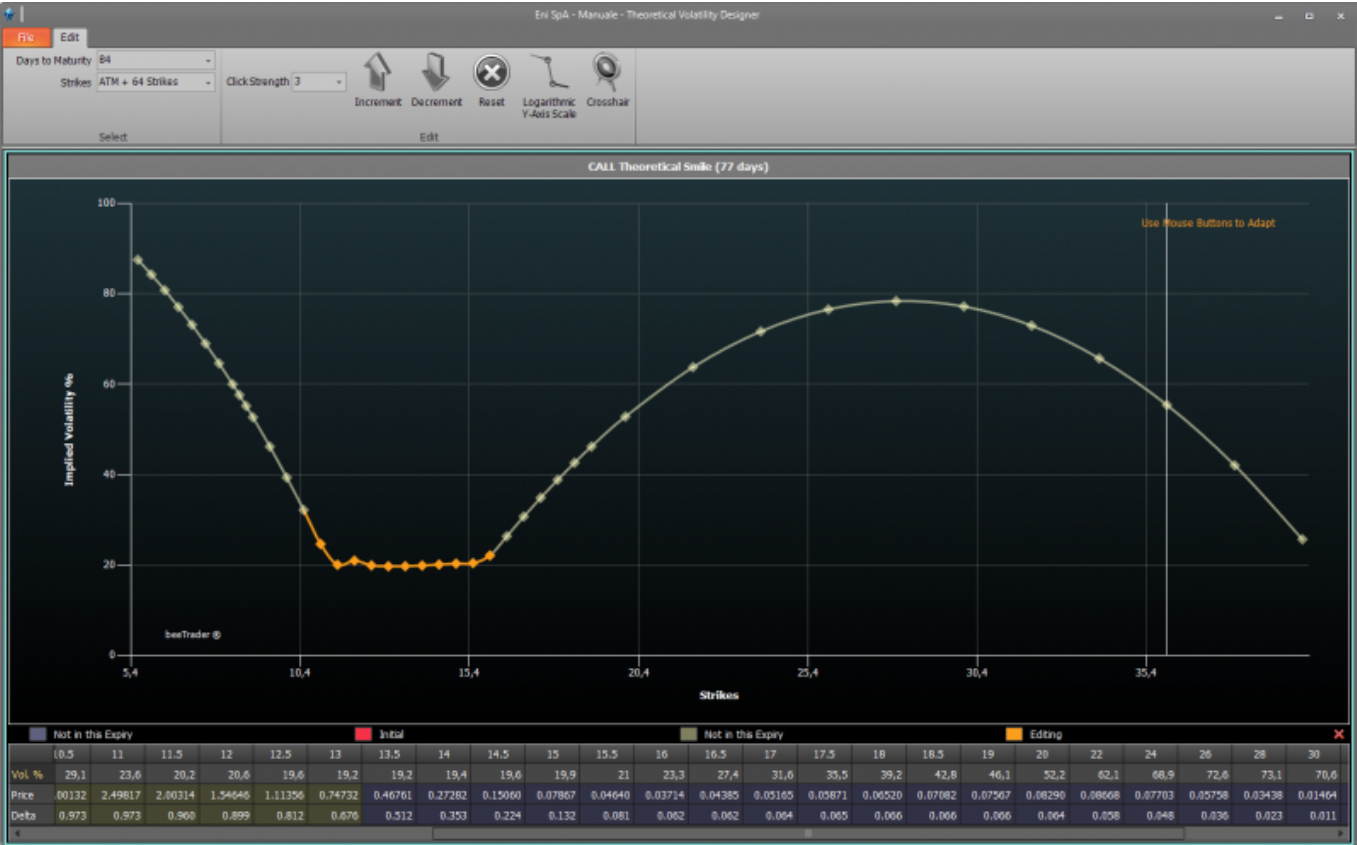 Eni SpA - Manuale - Theoretical Volatility Designer
File Edit
Days to Maturity 84
Strikes ATM + 64 Strikes Click Strength 3
Increment Decrement Reset Logarithmic Y-Axis Scale Crosshair
Select Edit
CALL Theoretical Smile (77 days)
Use Mouse Buttons to Adapt
100
80
60
40
20
0
Implied Volatility %
beeTrader ®
5,4 10,4 15,4 20,4 25,4 30,4 35,4
Strikes
Not in this Expiry Initial Not in this Expiry Editing
10.5 11 11.5 12 12.5 13 13.5 14 14.5 15 15.5 16 16.5 17 17.5 18 18.5 19 20 22 24 26 28 30
Vol. % 29,1 23,6 20,2 20,6 19,6 19,2 19,2 19,4 19,6 19,9 21 23,3 27,4 31,6 35,5 39,2 42,8 46,1 52,2 62,1 68,9 72,6 73,1 70,6
Price .00132 2.49817 2.00314 1.54646 1.11356 0.74732 0.46761 0.27282 0.15060 0.07867 0.04640 0.03714 0.04385 0.05165 0.05871 0.06520 0.07082 0.07567 0.08290 0.08668 0.07703 0.05758 0.03438 0.01464
Delta 0.973 0.973 0.960 0.899 0.812 0.676 0.512 0.353 0.224 0.132 0.081 0.062 0.062 0.064 0.065 0.066 0.066 0.066 0.064 0.058 0.048 0.036 0.023 0.011